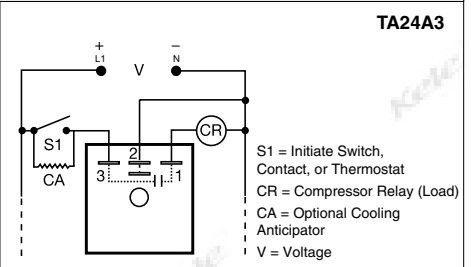 TA24A3
+
–
L1
V
N
S1
CR
CA
2
3
1
S1 = Initiate Switch,
Contact, or Thermostat
CR = Compressor Relay (Load)
CA = Optional Cooling
Anticipator
V = Voltage